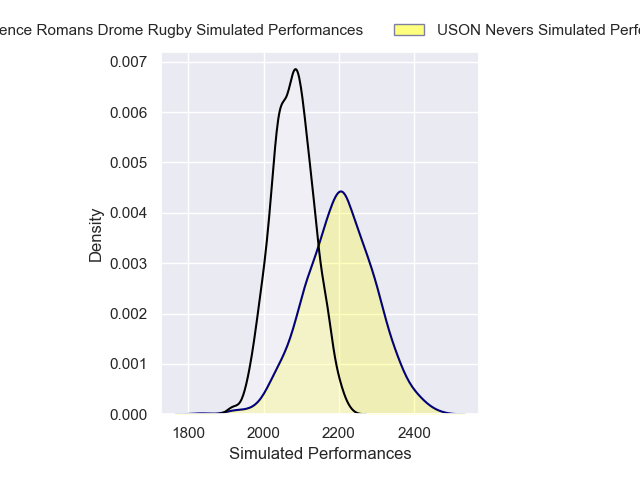 ence Romans Drome Rugby Simulated Performances
USON Nevers Simulated Perfo
0.007
0.006
0.005
0.004
0.003
0.002
0.001
0.000
Density
1800 2000 2200 2400
Simulated Performances